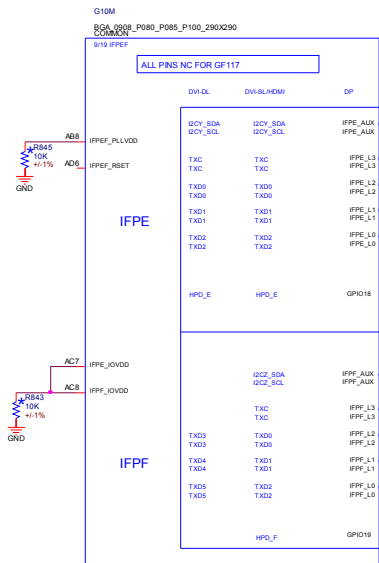 G10M
BGA_0908_P080_P085_P100_290X290
COMMON
9/19 IFPEF
ALL PINS NC FOR GF117
DVI-DL DVI-SL/HDMI DP
I2CY_SDA I2CY_SDA IFPE_AUX
I2CY_SCL I2CY_SCL IFPE_AUX
AB8 IFPEF_PLLVDD
R845
10K
+/-1%
GND
AD6 IFPEF_RSET
TXC TXC IFPE_L3
TXC TXC IFPE_L3
TXD0 TXD0 IFPE_L2
TXD0 TXD0 IFPE_L2
IFPE
TXD1 TXD1 IFPE_L1
TXD1 TXD1 IFPE_L1
TXD2 TXD2 IFPE_L0
TXD2 TXD2 IFPE_L0
HPD_E HPD_E GPIO18
AC7 IFPE_IOVDD
AC8 IFPF_IOVDD
R843
10K
+/-1%
GND
I2CZ_SDA IFPF_AUX
I2CZ_SCL IFPF_AUX
TXC IFPF_L3
TXC IFPF_L3
TXD3 TXD0 IFPF_L2
TXD3 TXD0 IFPF_L2
IFPF
TXD4 TXD1 IFPF_L1
TXD4 TXD1 IFPF_L1
TXD5 TXD2 IFPF_L0
TXD5 TXD2 IFPF_L0
HPD_F GPIO19